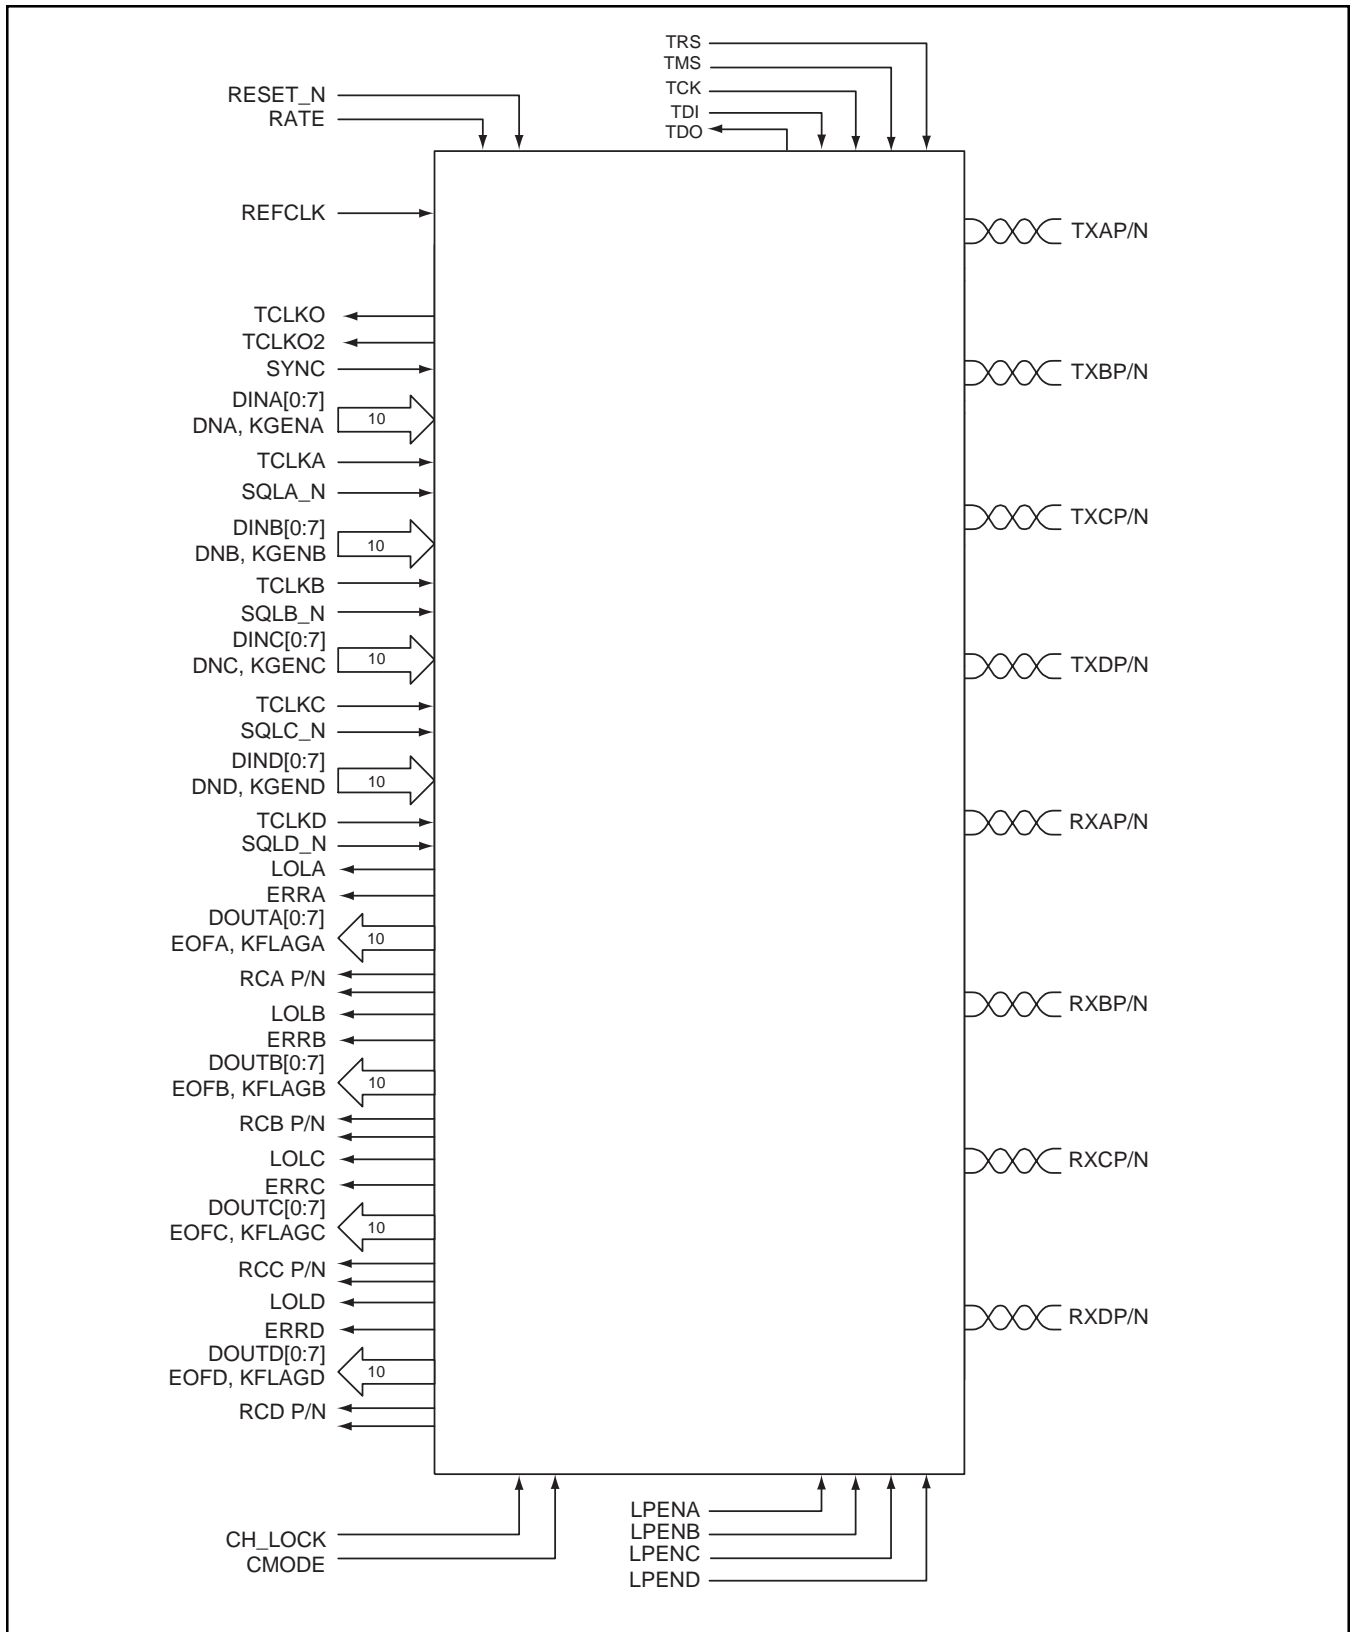 TRS
TMS
TCK
TDI
TDO
RESET_N
RATE
REFCLK
TCLKO
TCLKO2
SYNC
DINA[0:7]
DNA, KGENA
10
TCLKA
SQLA_N
DINB[0:7]
DNB, KGENB
10
TCLKB
SQLB_N
DINC[0:7]
DNC, KGENC
10
TCLKC
SQLC_N
DIND[0:7]
DND, KGEND
10
TCLKD
SQLD_N
LOLA
ERRA
DOUTA[0:7]
EOFA, KFLAGA
10
RCA P/N
LOLB
ERRB
DOUTB[0:7]
EOFB, KFLAGB
10
RCB P/N
LOLC
ERRC
DOUTC[0:7]
EOFC, KFLAGC
10
RCC P/N
LOLD
ERRD
DOUTD[0:7]
EOFD, KFLAGD
10
RCD P/N
TXAP/N
TXBP/N
TXCP/N
TXDP/N
RXAP/N
RXBP/N
RXCP/N
RXDP/N
CH_LOCK
CMODE
LPENA
LPENB
LPENC
LPEND